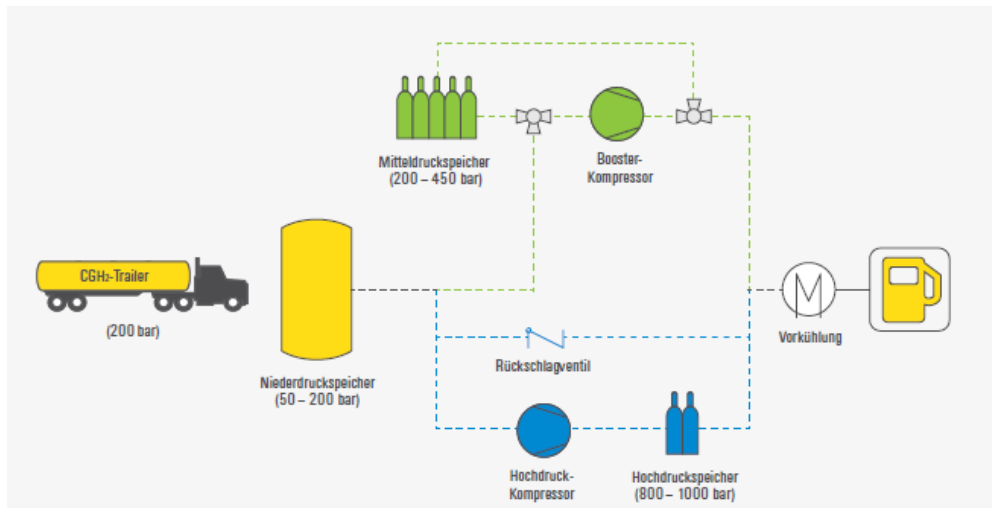 Mitteldruckspeicher
(200 – 450 bar)
Booster-
Kompressor
CGH₂-Trailer
(200 bar)
Niederdruckspeicher
(50 – 200 bar)
Rückschlagventil
Vorkühlung
Hochdruck-
Kompressor
Hochdruckspeicher
(800 – 1000 bar)